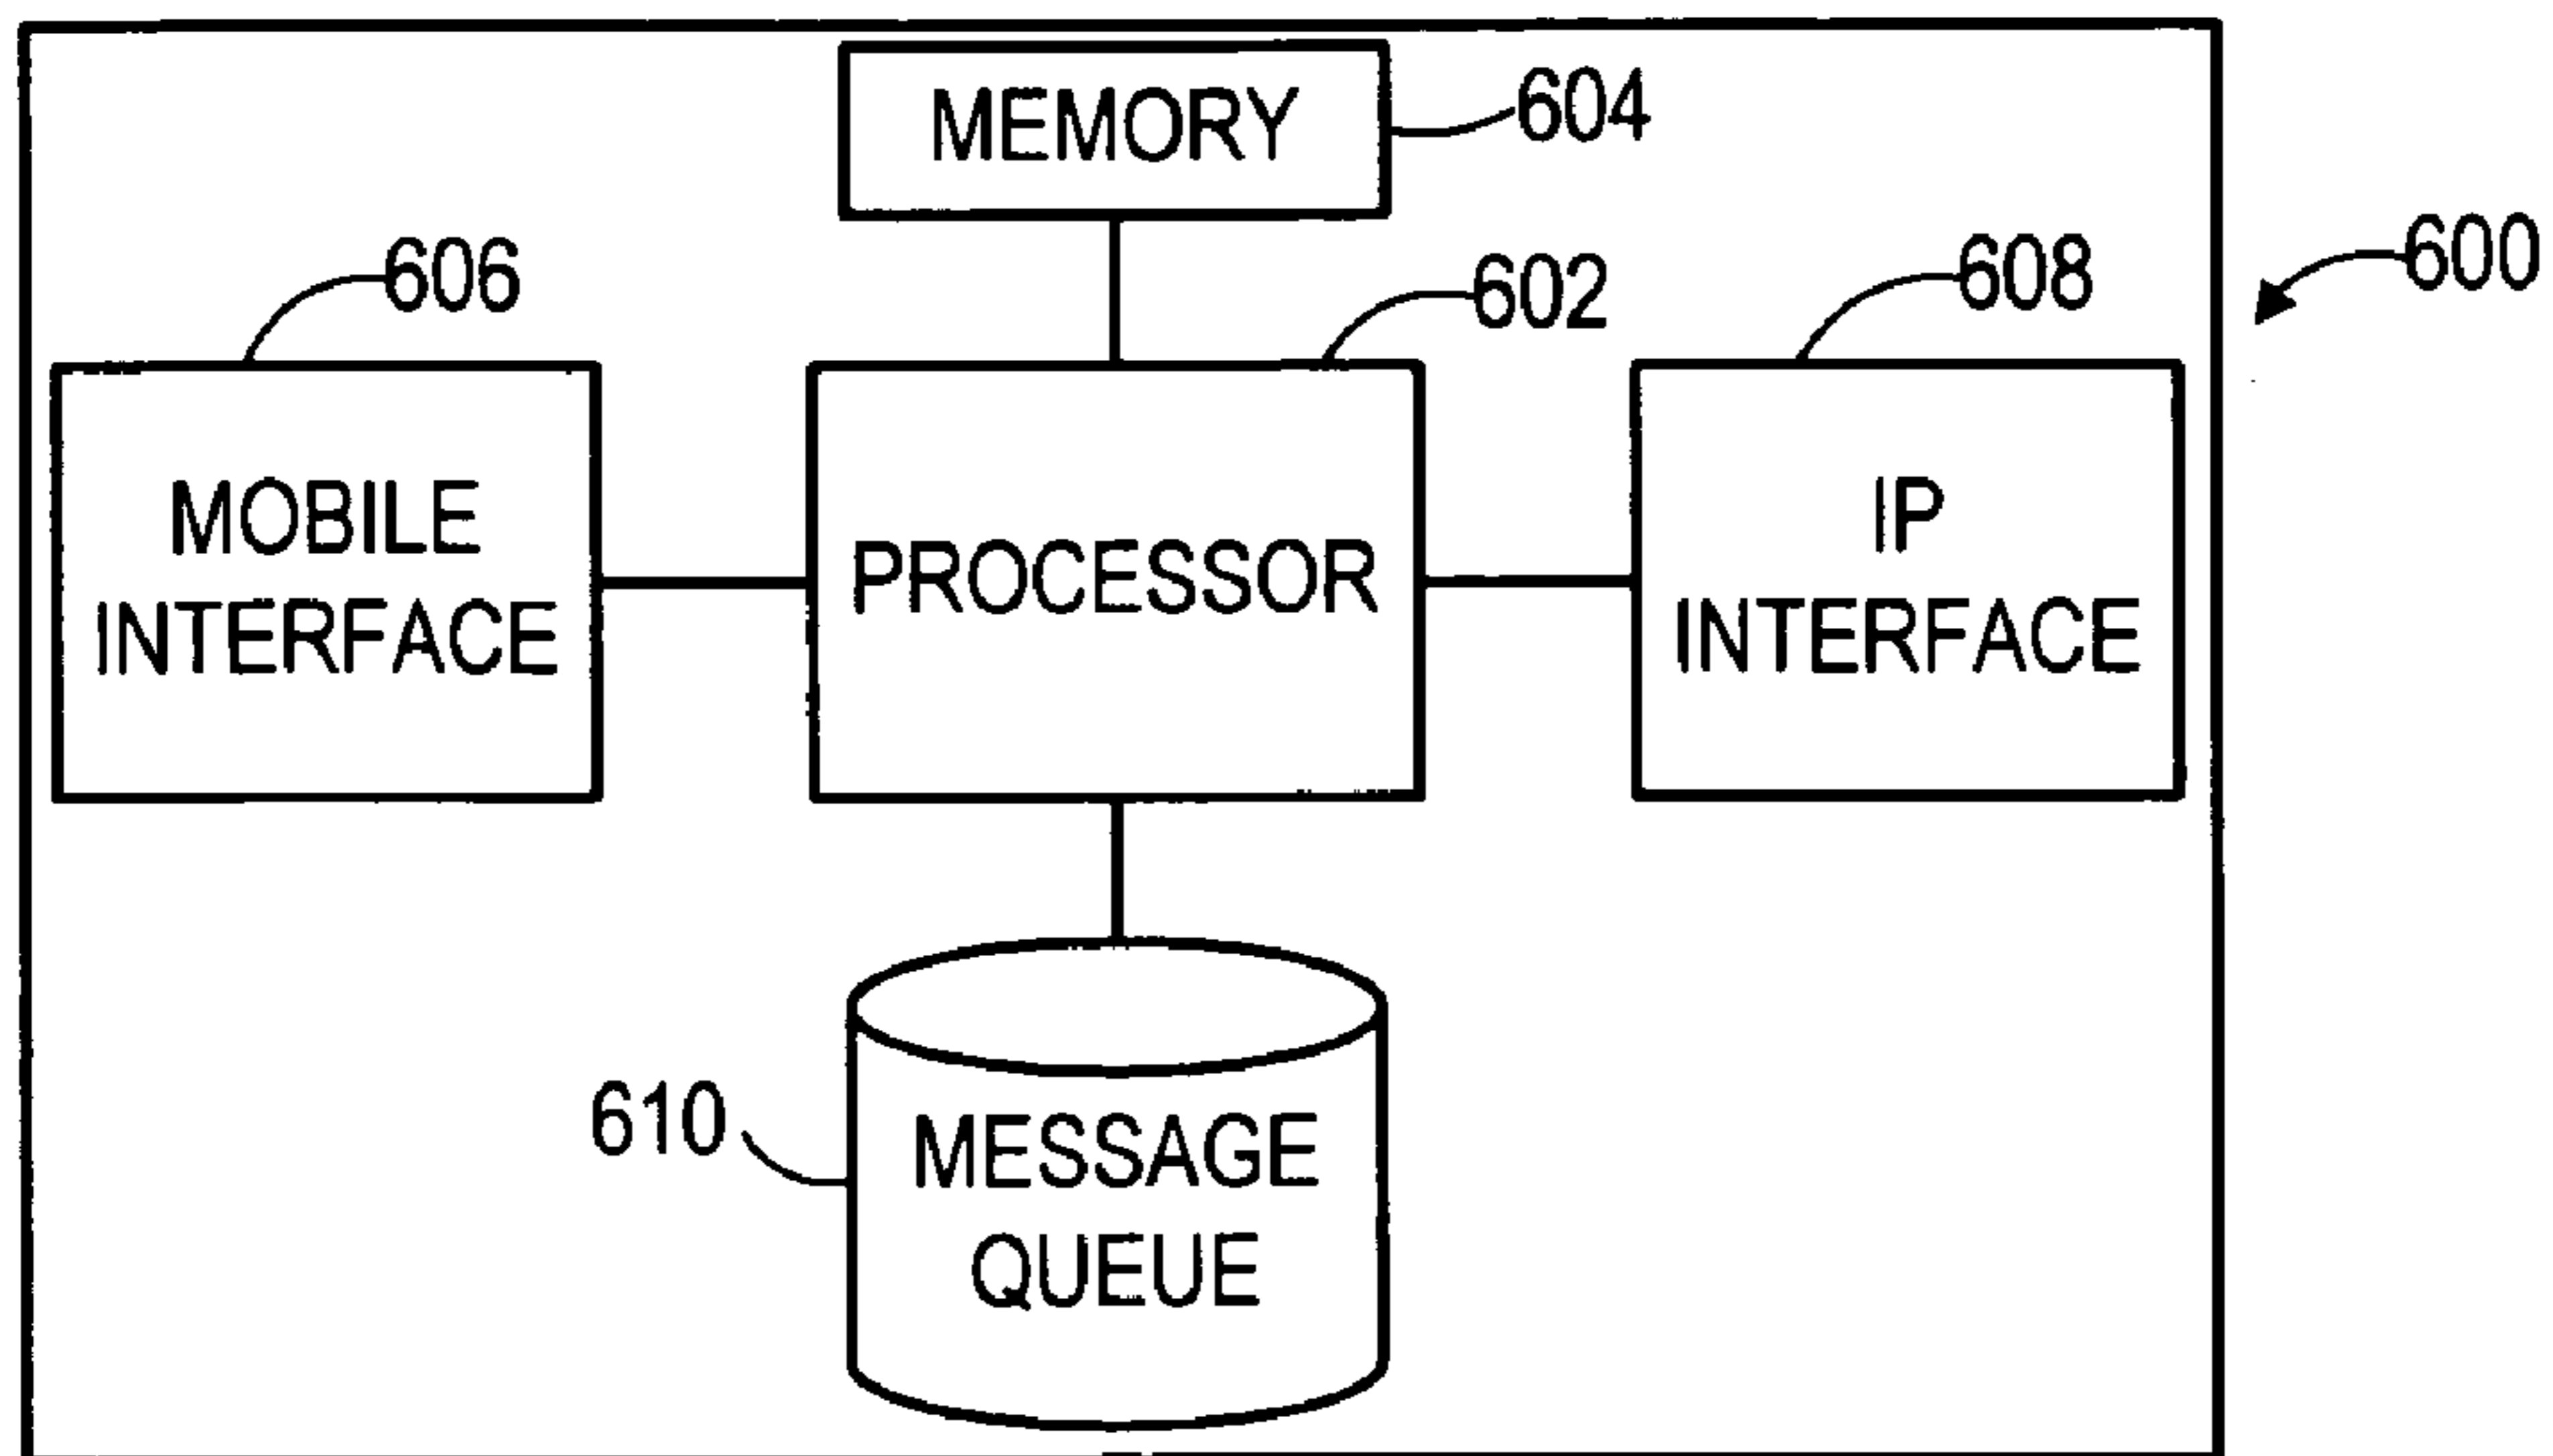 MEMORY
604
606
602
608
600
MOBILE
INTERFACE
PROCESSOR
IP
INTERFACE
610
MESSAGE
QUEUE